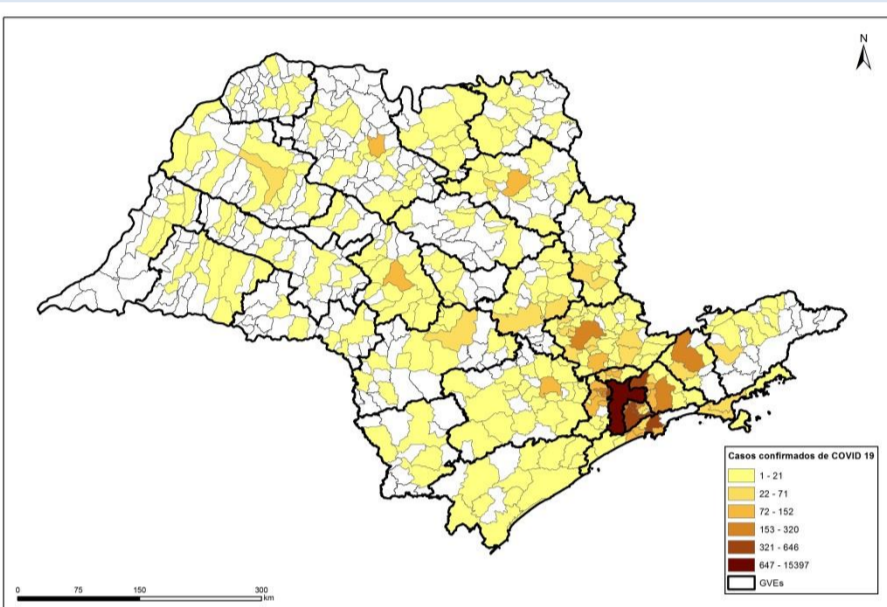 N
Casos confirmados de COVID 19
1 - 21
22 - 71
72 - 152
153 - 320
321 - 646
647 - 15397
GVEs
0 75 150 300
km